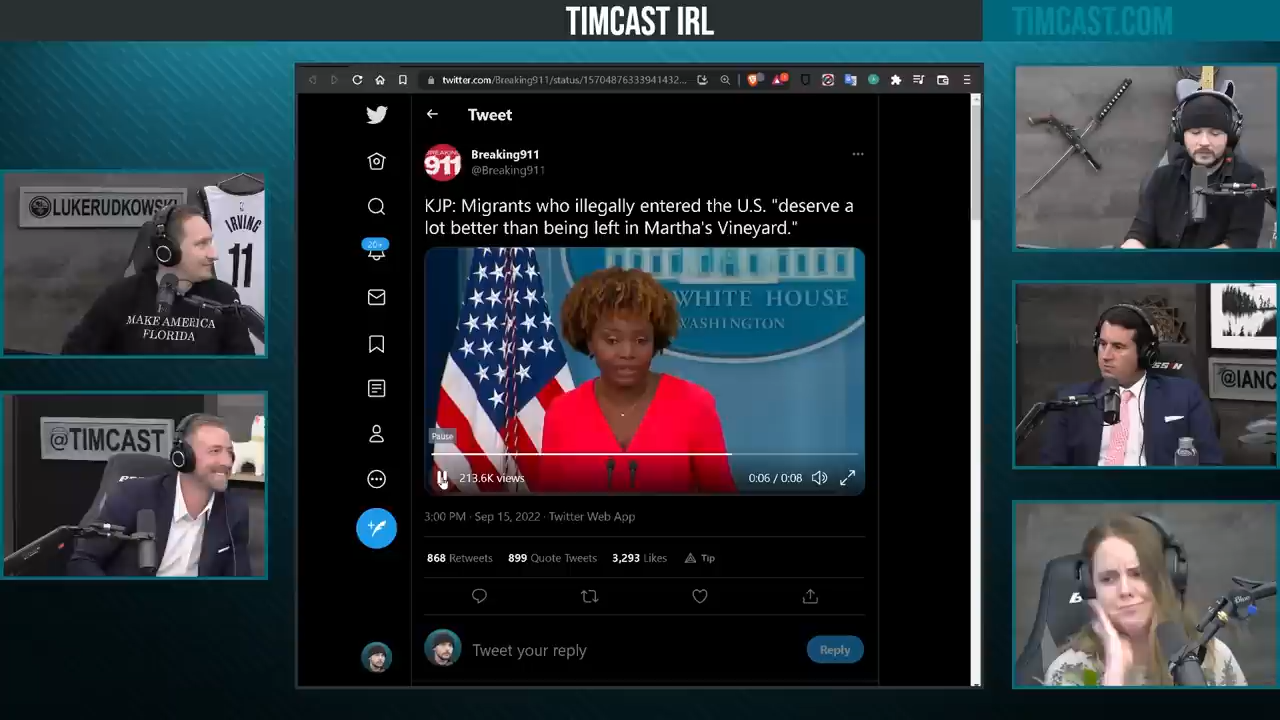 TIMCAST IRL
TIMCAST.COM
twitter.com/Breaking911/status/15704876333941432...
Tweet
BREAKING
911
Breaking911
@Breaking911
KJP: Migrants who illegally entered the U.S. "deserve a
lot better than being left in Martha's Vineyard."
WHITE HOUSE
WASHINGTON
Pause
213.6K views
0:06 / 0:08
3:00 PM · Sep 15, 2022 · Twitter Web App
868 Retweets
899 Quote Tweets
3,293 Likes
Tip
Tweet your reply
Reply
20+
LUKERUDKOWSKI
IRVING
11
MAKE AMERICA
FLORIDA
@TIMCAST
@IANC